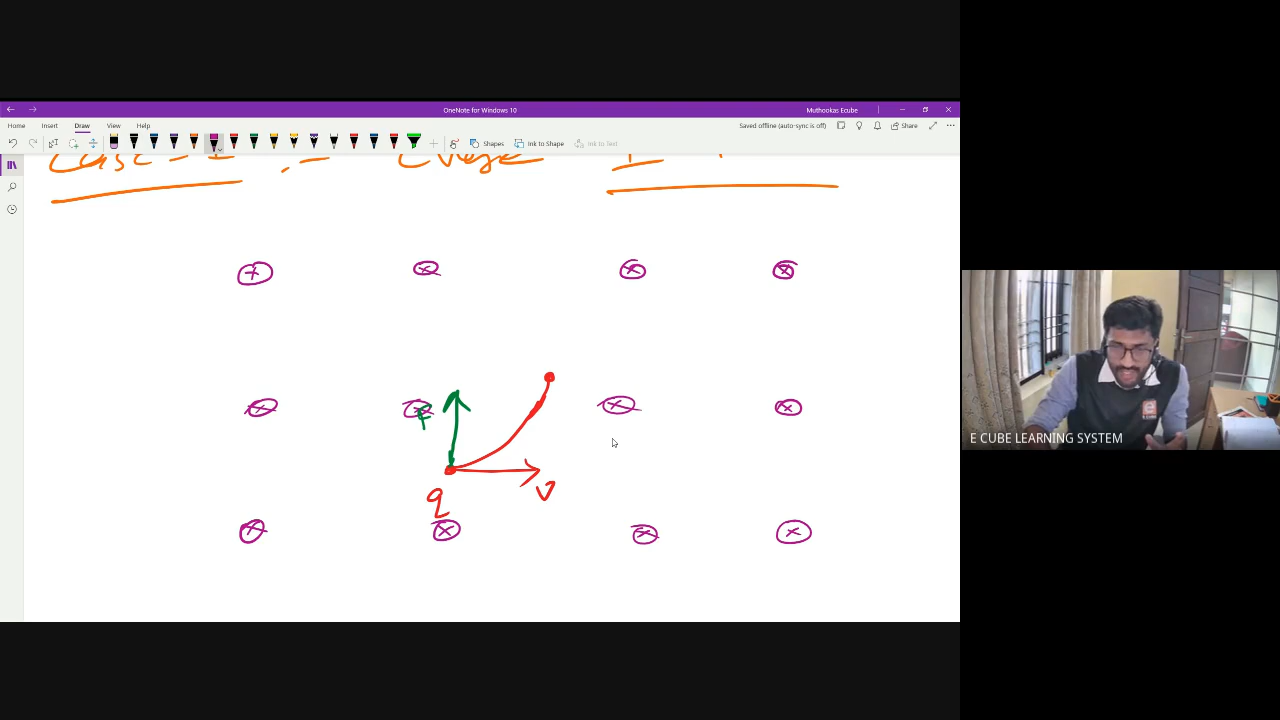 OneNote for Windows 10
Muthookas Ecube
Home Insert Draw View Help
Saved offline (auto-sync is off)
Share
Shapes
Ink to Shape
Ink to Text
Case - I :-
F
q
v
E CUBE LEARNING SYSTEM